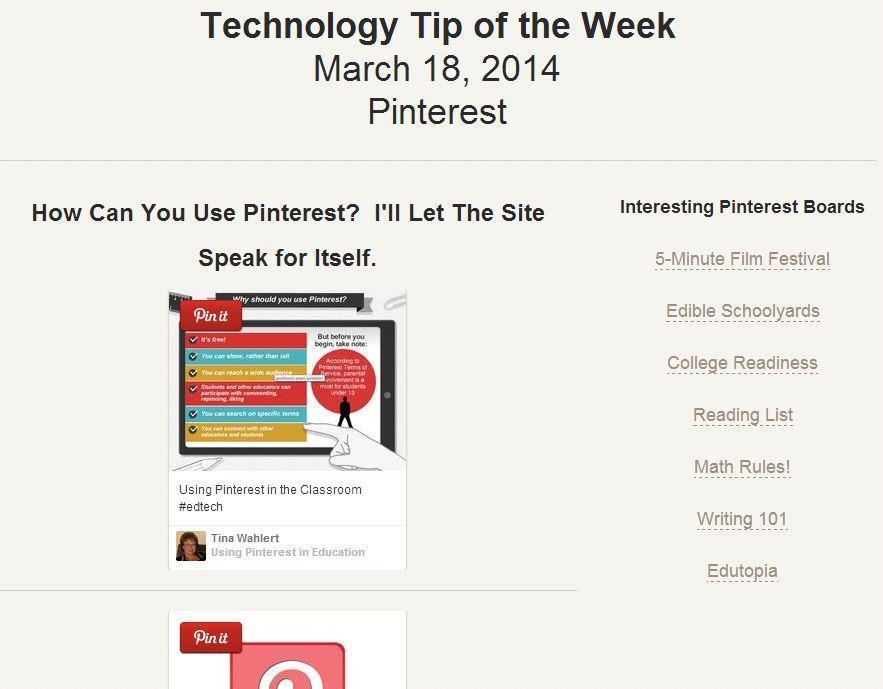 Technology Tip of the Week
March 18, 2014
Pinterest
How Can You Use Pinterest? I'll Let The Site
Speak for Itself.
Why should you use Pinterest?
Pin it
It's free!
You can show, rather than tell
You can reach a wide audience
Students and other educators can
participate with commenting,
repinning, liking
You can search on specific terms
You can connect with other
educators and students
But before you
begin, take note:
According to
Pinterest Terms of
Service, parental
involvement is a
must for students
under 13
Using Pinterest in the Classroom
#edtech
Tina Wahlert
Using Pinterest in Education
Pin it
Interesting Pinterest Boards
5-Minute Film Festival
Edible Schoolyards
College Readiness
Reading List
Math Rules!
Writing 101
Edutopia